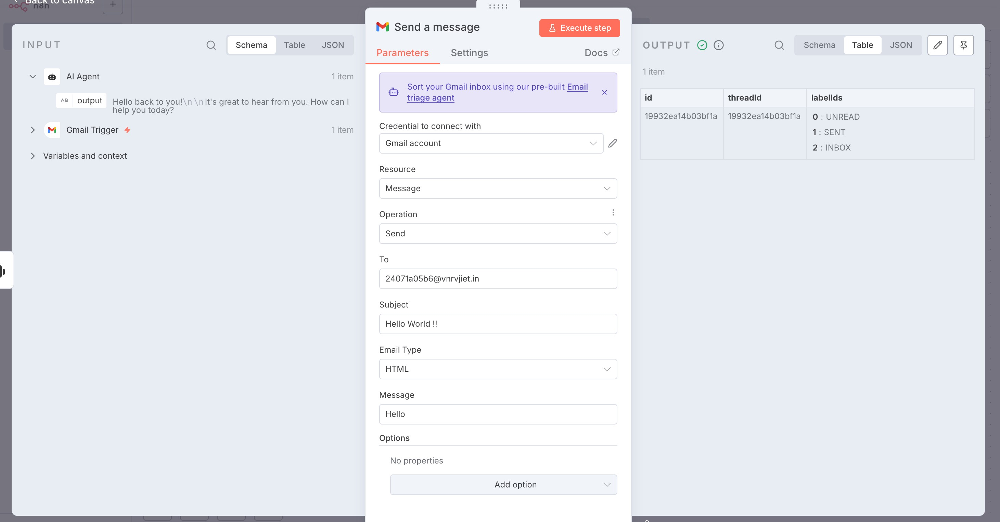 Back to canvas
n8n
INPUT
Schema
Table
JSON
AI Agent
1 item
AB
output
Hello back to you!\n \n It's great to hear from you. How can I
help you today?
Gmail Trigger
1 item
Variables and context
Send a message
Execute step
Parameters
Settings
Docs
Sort your Gmail inbox using our pre-built Email
triage agent
Credential to connect with
Gmail account
Resource
Message
Operation
Send
To
24071a05b6@vnrvjiet.in
Subject
Hello World !!
Email Type
HTML
Message
Hello
Options
No properties
Add option
OUTPUT
Schema
Table
JSON
1 item
id
threadId
labelIds
19932ea14b03bf1a
19932ea14b03bf1a
0 : UNREAD
1 : SENT
2 : INBOX